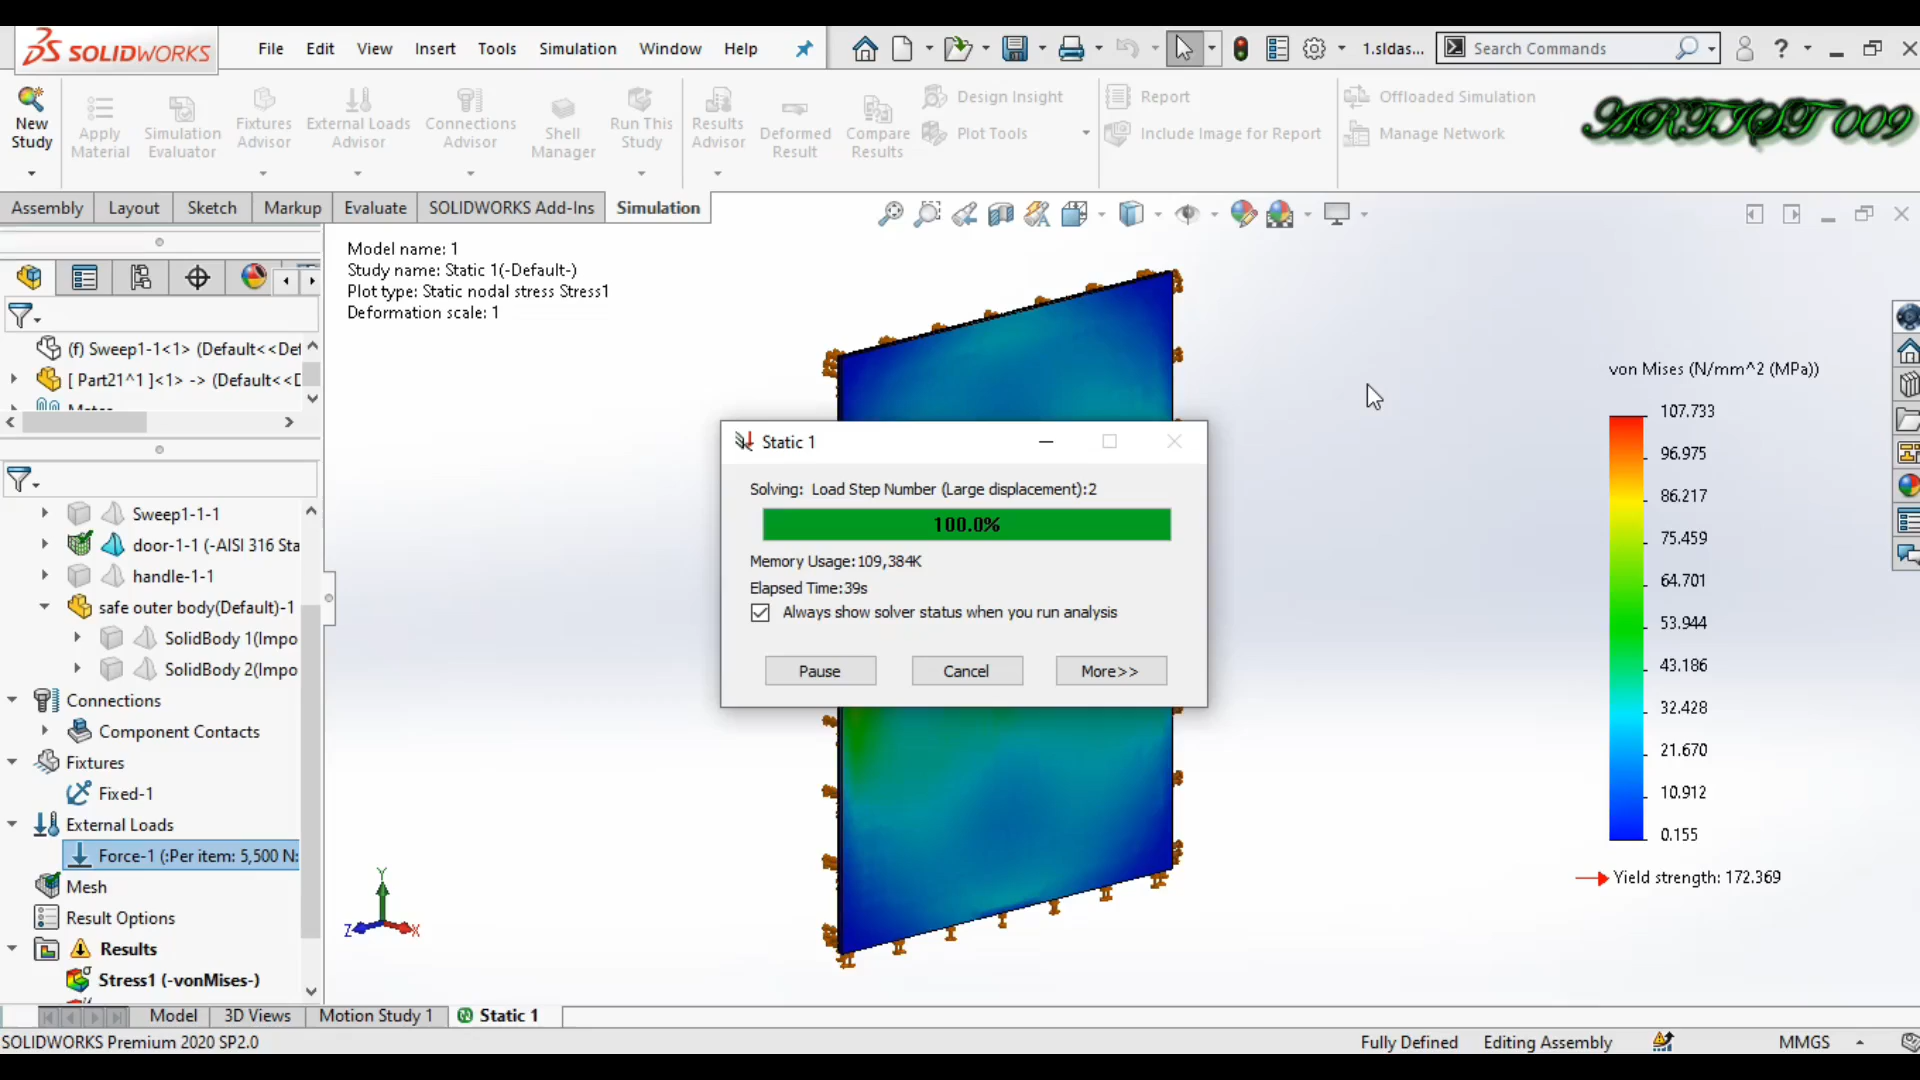 SOLIDWORKS
File Edit View Insert Tools Simulation Window Help
1.sldas...
Search Commands
New Study
Apply Material
Simulation Evaluator
Fixtures Advisor
External Loads Advisor
Connections Advisor
Shell Manager
Run This Study
Results Advisor
Deformed Result
Compare Results
Design Insight
Plot Tools
Report
Include Image for Report
Offloaded Simulation
Manage Network
ARTIST 009
Assembly Layout Sketch Markup Evaluate SOLIDWORKS Add-Ins Simulation
Model name: 1
Study name: Static 1(-Default-)
Plot type: Static nodal stress Stress1
Deformation scale: 1
(f) Sweep1-1<1> (Default<<Def
[ Part21^1 ]<1> -> (Default<<D
Sweep1-1-1
door-1-1 (-AISI 316 Sta
handle-1-1
safe outer body(Default)-1
SolidBody 1(Impo
SolidBody 2(Impo
Connections
Component Contacts
Fixtures
Fixed-1
External Loads
Force-1 (:Per item: 5,500 N:
Mesh
Result Options
Results
Stress1 (-vonMises-)
Static 1
Solving: Load Step Number (Large displacement):2
100.0%
Memory Usage:109,384K
Elapsed Time:39s
Always show solver status when you run analysis
Pause Cancel More>>
von Mises (N/mm^2 (MPa))
107.733
96.975
86.217
75.459
64.701
53.944
43.186
32.428
21.670
10.912
0.155
Yield strength: 172.369
Y
Z X
Model 3D Views Motion Study 1 Static 1
SOLIDWORKS Premium 2020 SP2.0
Fully Defined Editing Assembly MMGS